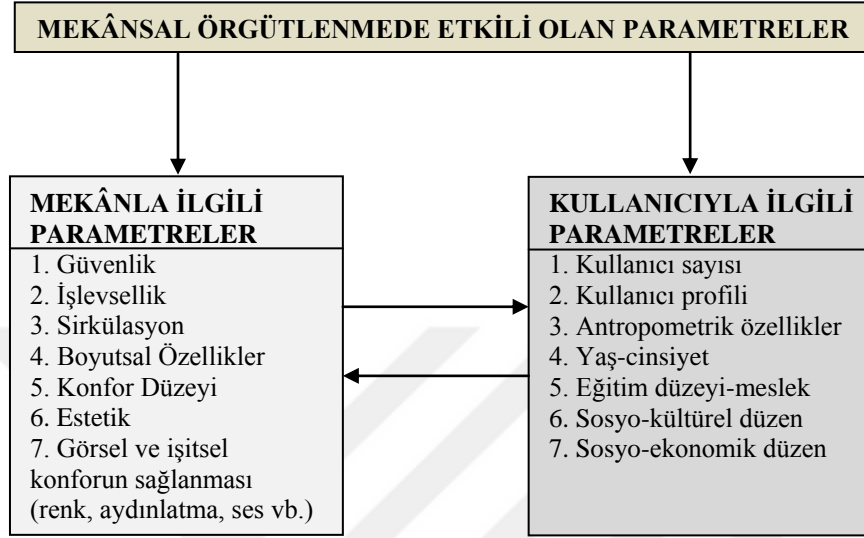 MEKÂNSAL ÖRGÜTLENMEDE ETKİLİ OLAN PARAMETRELER
MEKÂNLA İLGİLİ
PARAMETRELER
1. Güvenlik
2. İşlevsellik
3. Sirkülasyon
4. Boyutsal Özellikler
5. Konfor Düzeyi
6. Estetik
7. Görsel ve işitsel
konforun sağlanması
(renk, aydınlatma, ses vb.)
KULLANICIYLA İLGİLİ
PARAMETRELER
1. Kullanıcı sayısı
2. Kullanıcı profili
3. Antropometrik özellikler
4. Yaş-cinsiyet
5. Eğitim düzeyi-meslek
6. Sosyo-kültürel düzen
7. Sosyo-ekonomik düzen